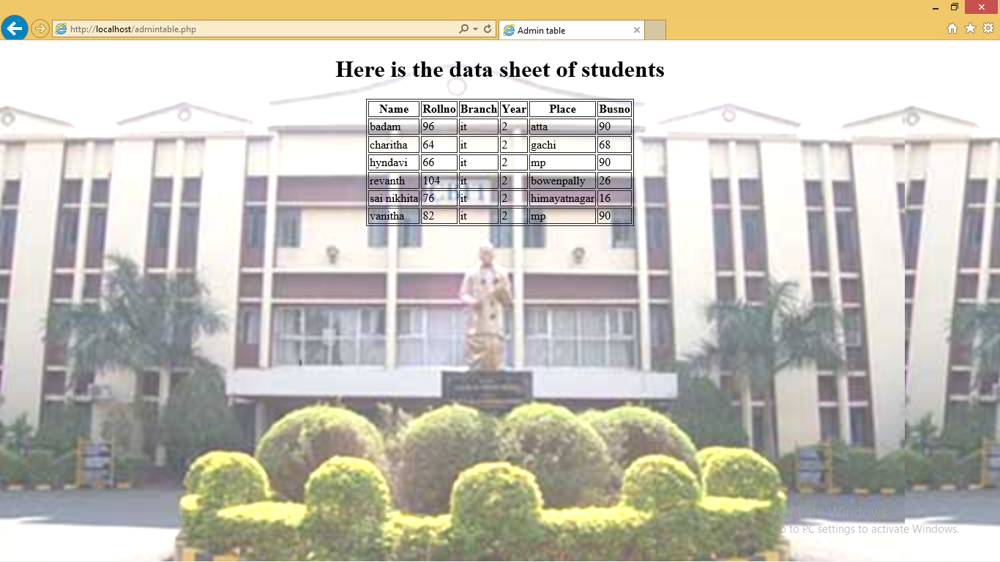 http://localhost/admintable.php
Admin table
Here is the data sheet of students
Name Rollno Branch Year Place Busno
badam 96 it 2 atta 90
charitha 64 it 2 gachi 68
hyndavi 66 it 2 mp 90
revanth 104 it 2 bowenpally 26
sai nikhita 76 it 2 himayatnagar 16
vanitha 82 it 2 mp 90
Activate Windows
Go to PC settings to activate Windows.